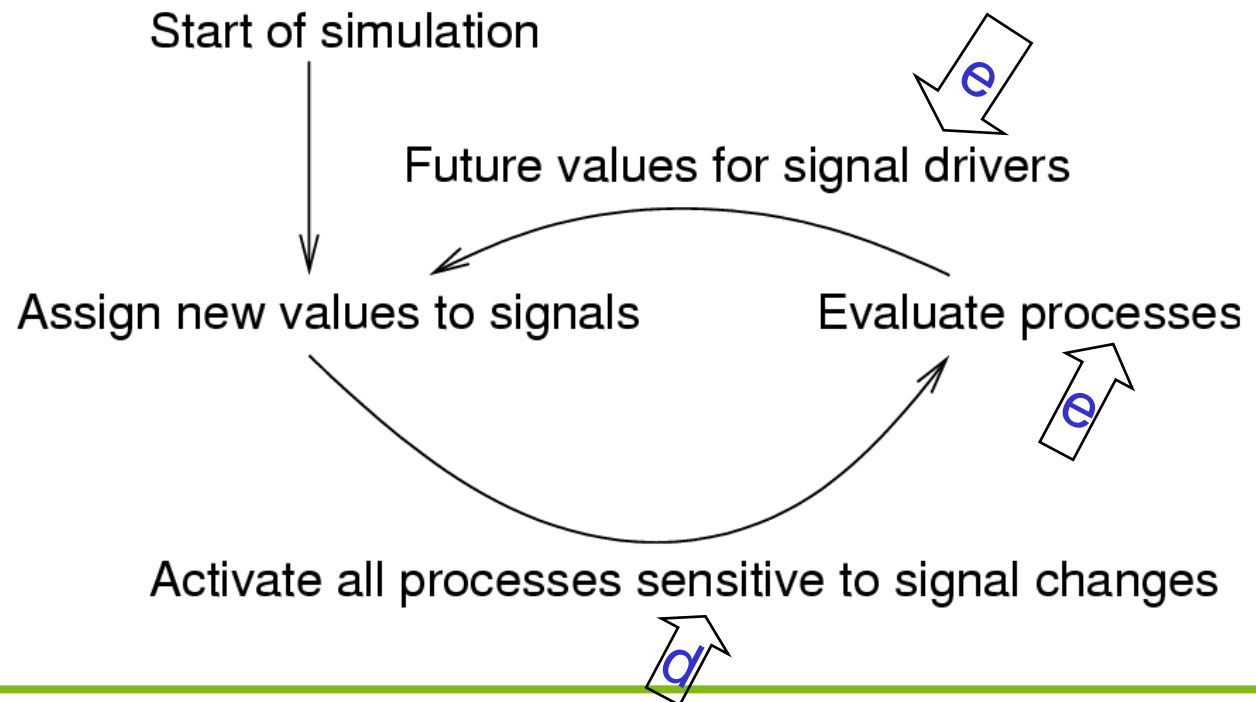 Start of simulation
e
Future values for signal drivers
Assign new values to signals
Evaluate processes
e
Activate all processes sensitive to signal changes
d